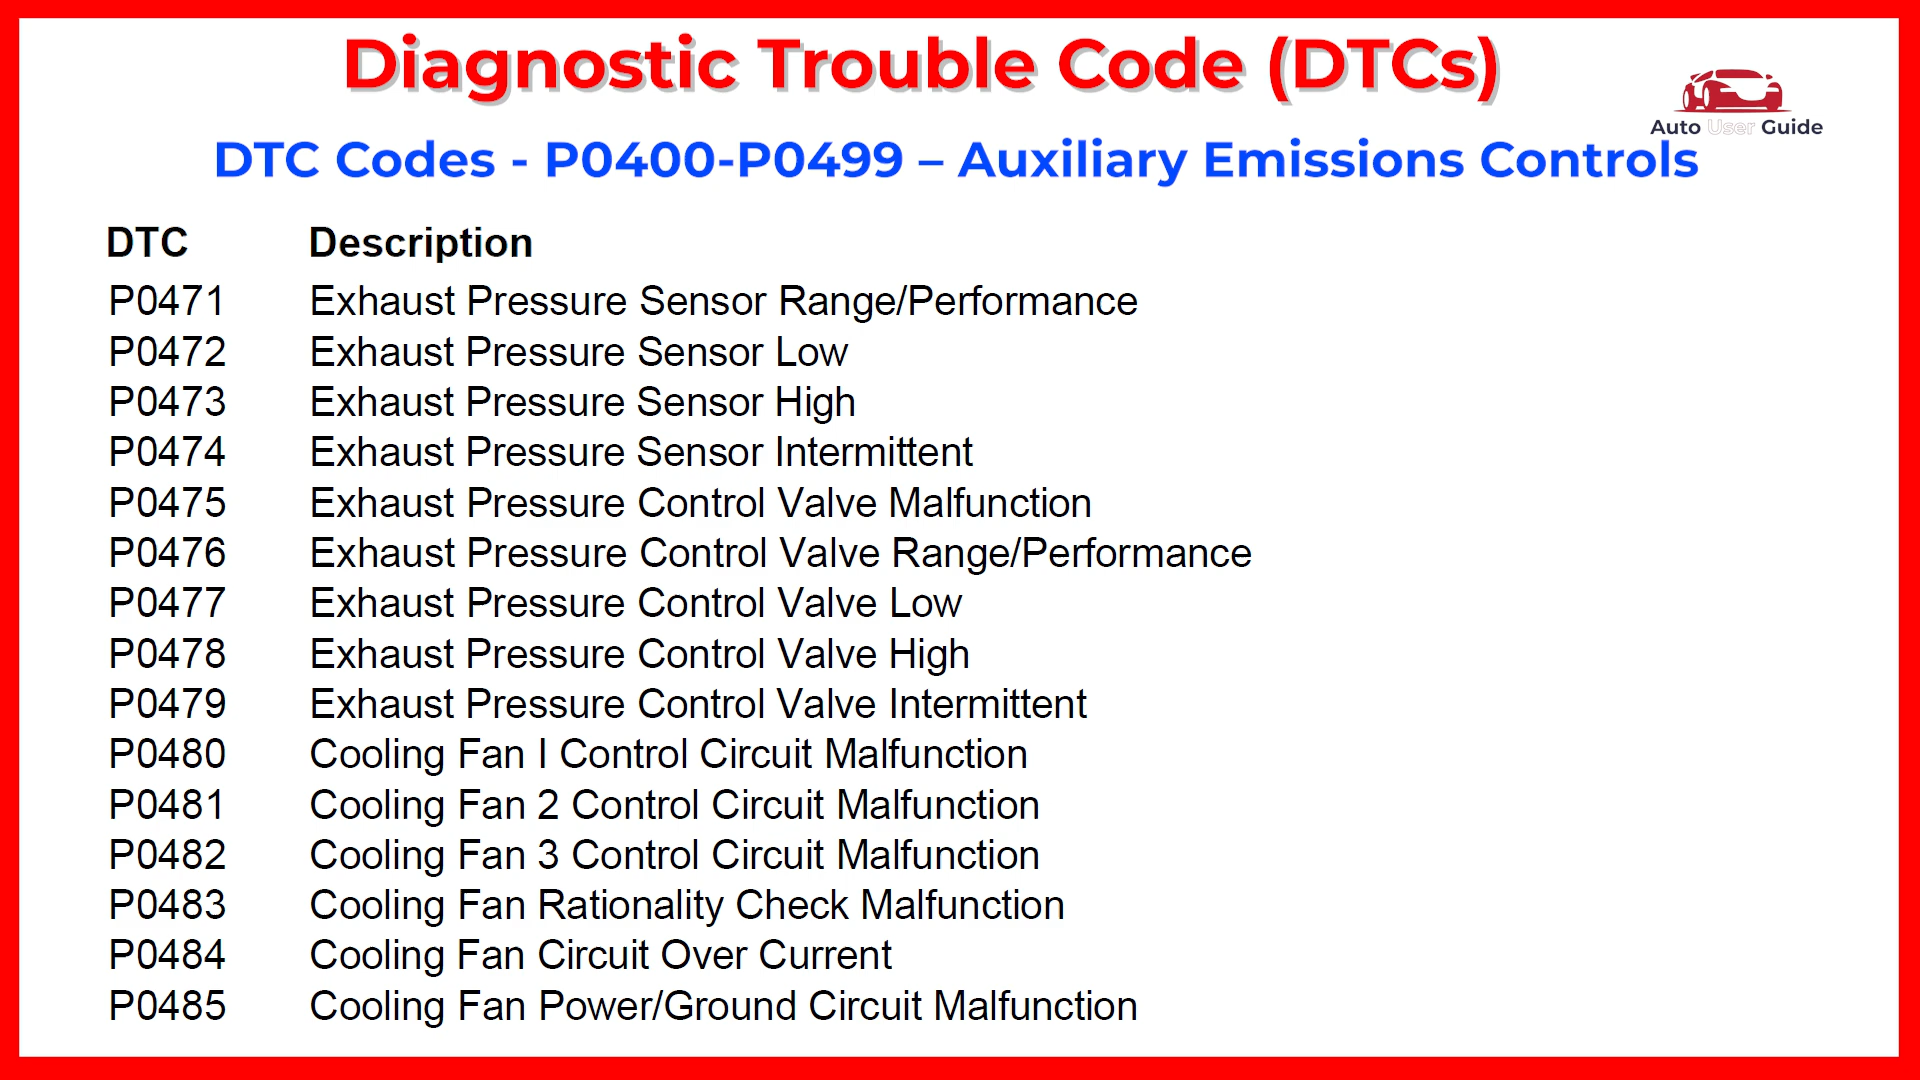 Diagnostic Trouble Code (DTCs)
Auto User Guide
DTC Codes - P0400-P0499 – Auxiliary Emissions Controls
DTC Description
P0471 Exhaust Pressure Sensor Range/Performance
P0472 Exhaust Pressure Sensor Low
P0473 Exhaust Pressure Sensor High
P0474 Exhaust Pressure Sensor Intermittent
P0475 Exhaust Pressure Control Valve Malfunction
P0476 Exhaust Pressure Control Valve Range/Performance
P0477 Exhaust Pressure Control Valve Low
P0478 Exhaust Pressure Control Valve High
P0479 Exhaust Pressure Control Valve Intermittent
P0480 Cooling Fan I Control Circuit Malfunction
P0481 Cooling Fan 2 Control Circuit Malfunction
P0482 Cooling Fan 3 Control Circuit Malfunction
P0483 Cooling Fan Rationality Check Malfunction
P0484 Cooling Fan Circuit Over Current
P0485 Cooling Fan Power/Ground Circuit Malfunction